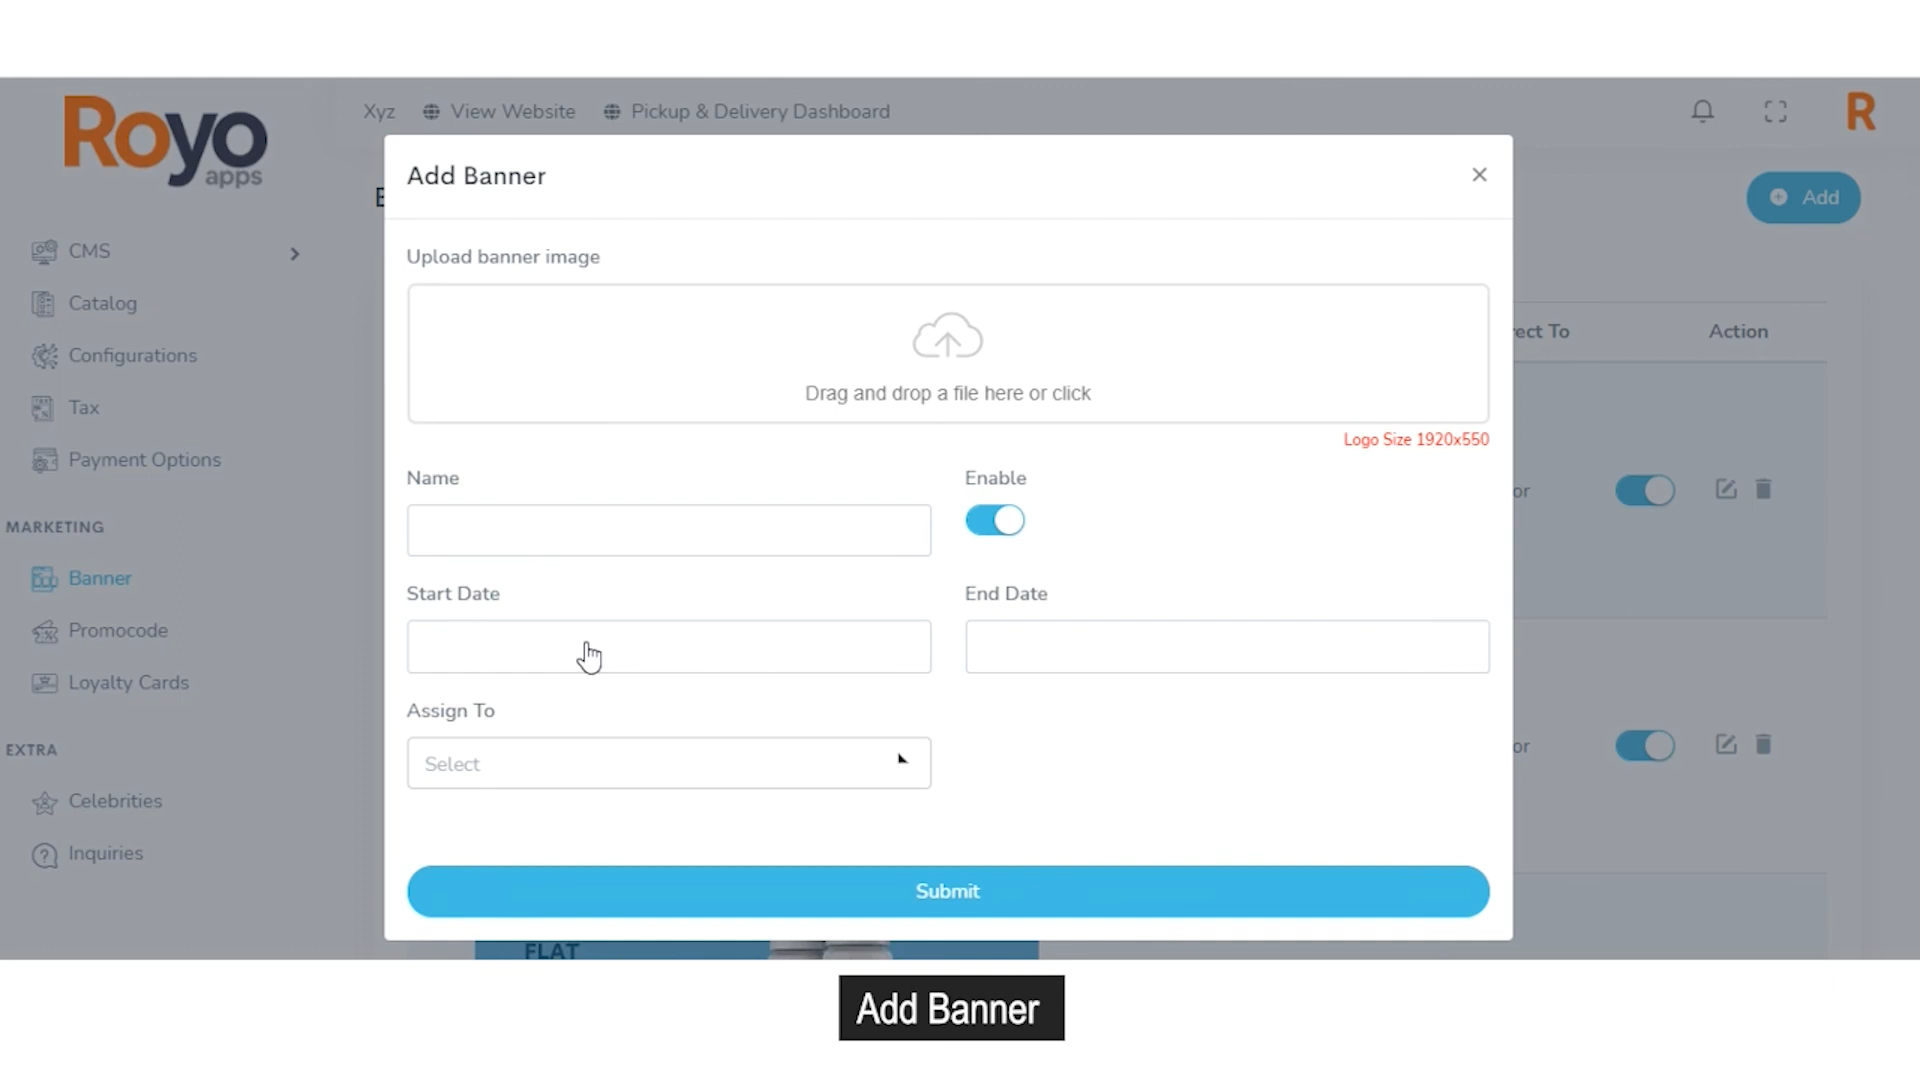 Royo
apps
Xyz View Website Pickup & Delivery Dashboard
R
Add Banner
Add
Upload banner image
Drag and drop a file here or click
Logo Size 1920x550
Name
Enable
Start Date
End Date
Assign To
Select
Submit
CMS
Catalog
Configurations
Tax
Payment Options
MARKETING
Banner
Promocode
Loyalty Cards
EXTRA
Celebrities
Inquiries
rect To Action
or
or
FLAT
Add Banner